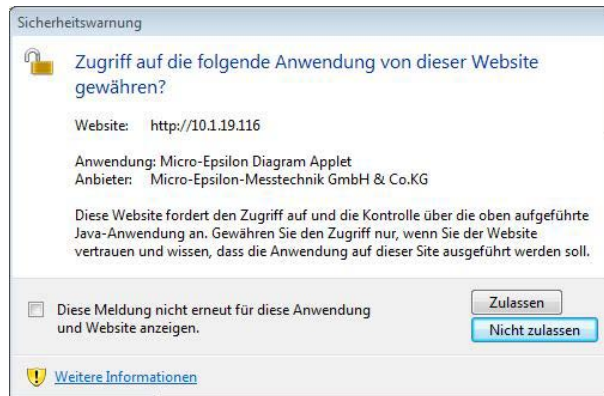 Sicherheitswarnung
Zugriff auf die folgende Anwendung von dieser Website
gewähren?
Website: http://10.1.19.116
Anwendung: Micro-Epsilon Diagram Applet
Anbieter: Micro-Epsilon-Messtechnik GmbH & Co.KG
Diese Website fordert den Zugriff auf und die Kontrolle über die oben aufgeführte
Java-Anwendung an. Gewähren Sie den Zugriff nur, wenn Sie der Website
vertrauen und wissen, dass die Anwendung auf dieser Site ausgeführt werden soll.
Diese Meldung nicht erneut für diese Anwendung
und Website anzeigen.
Zulassen
Nicht zulassen
Weitere Informationen